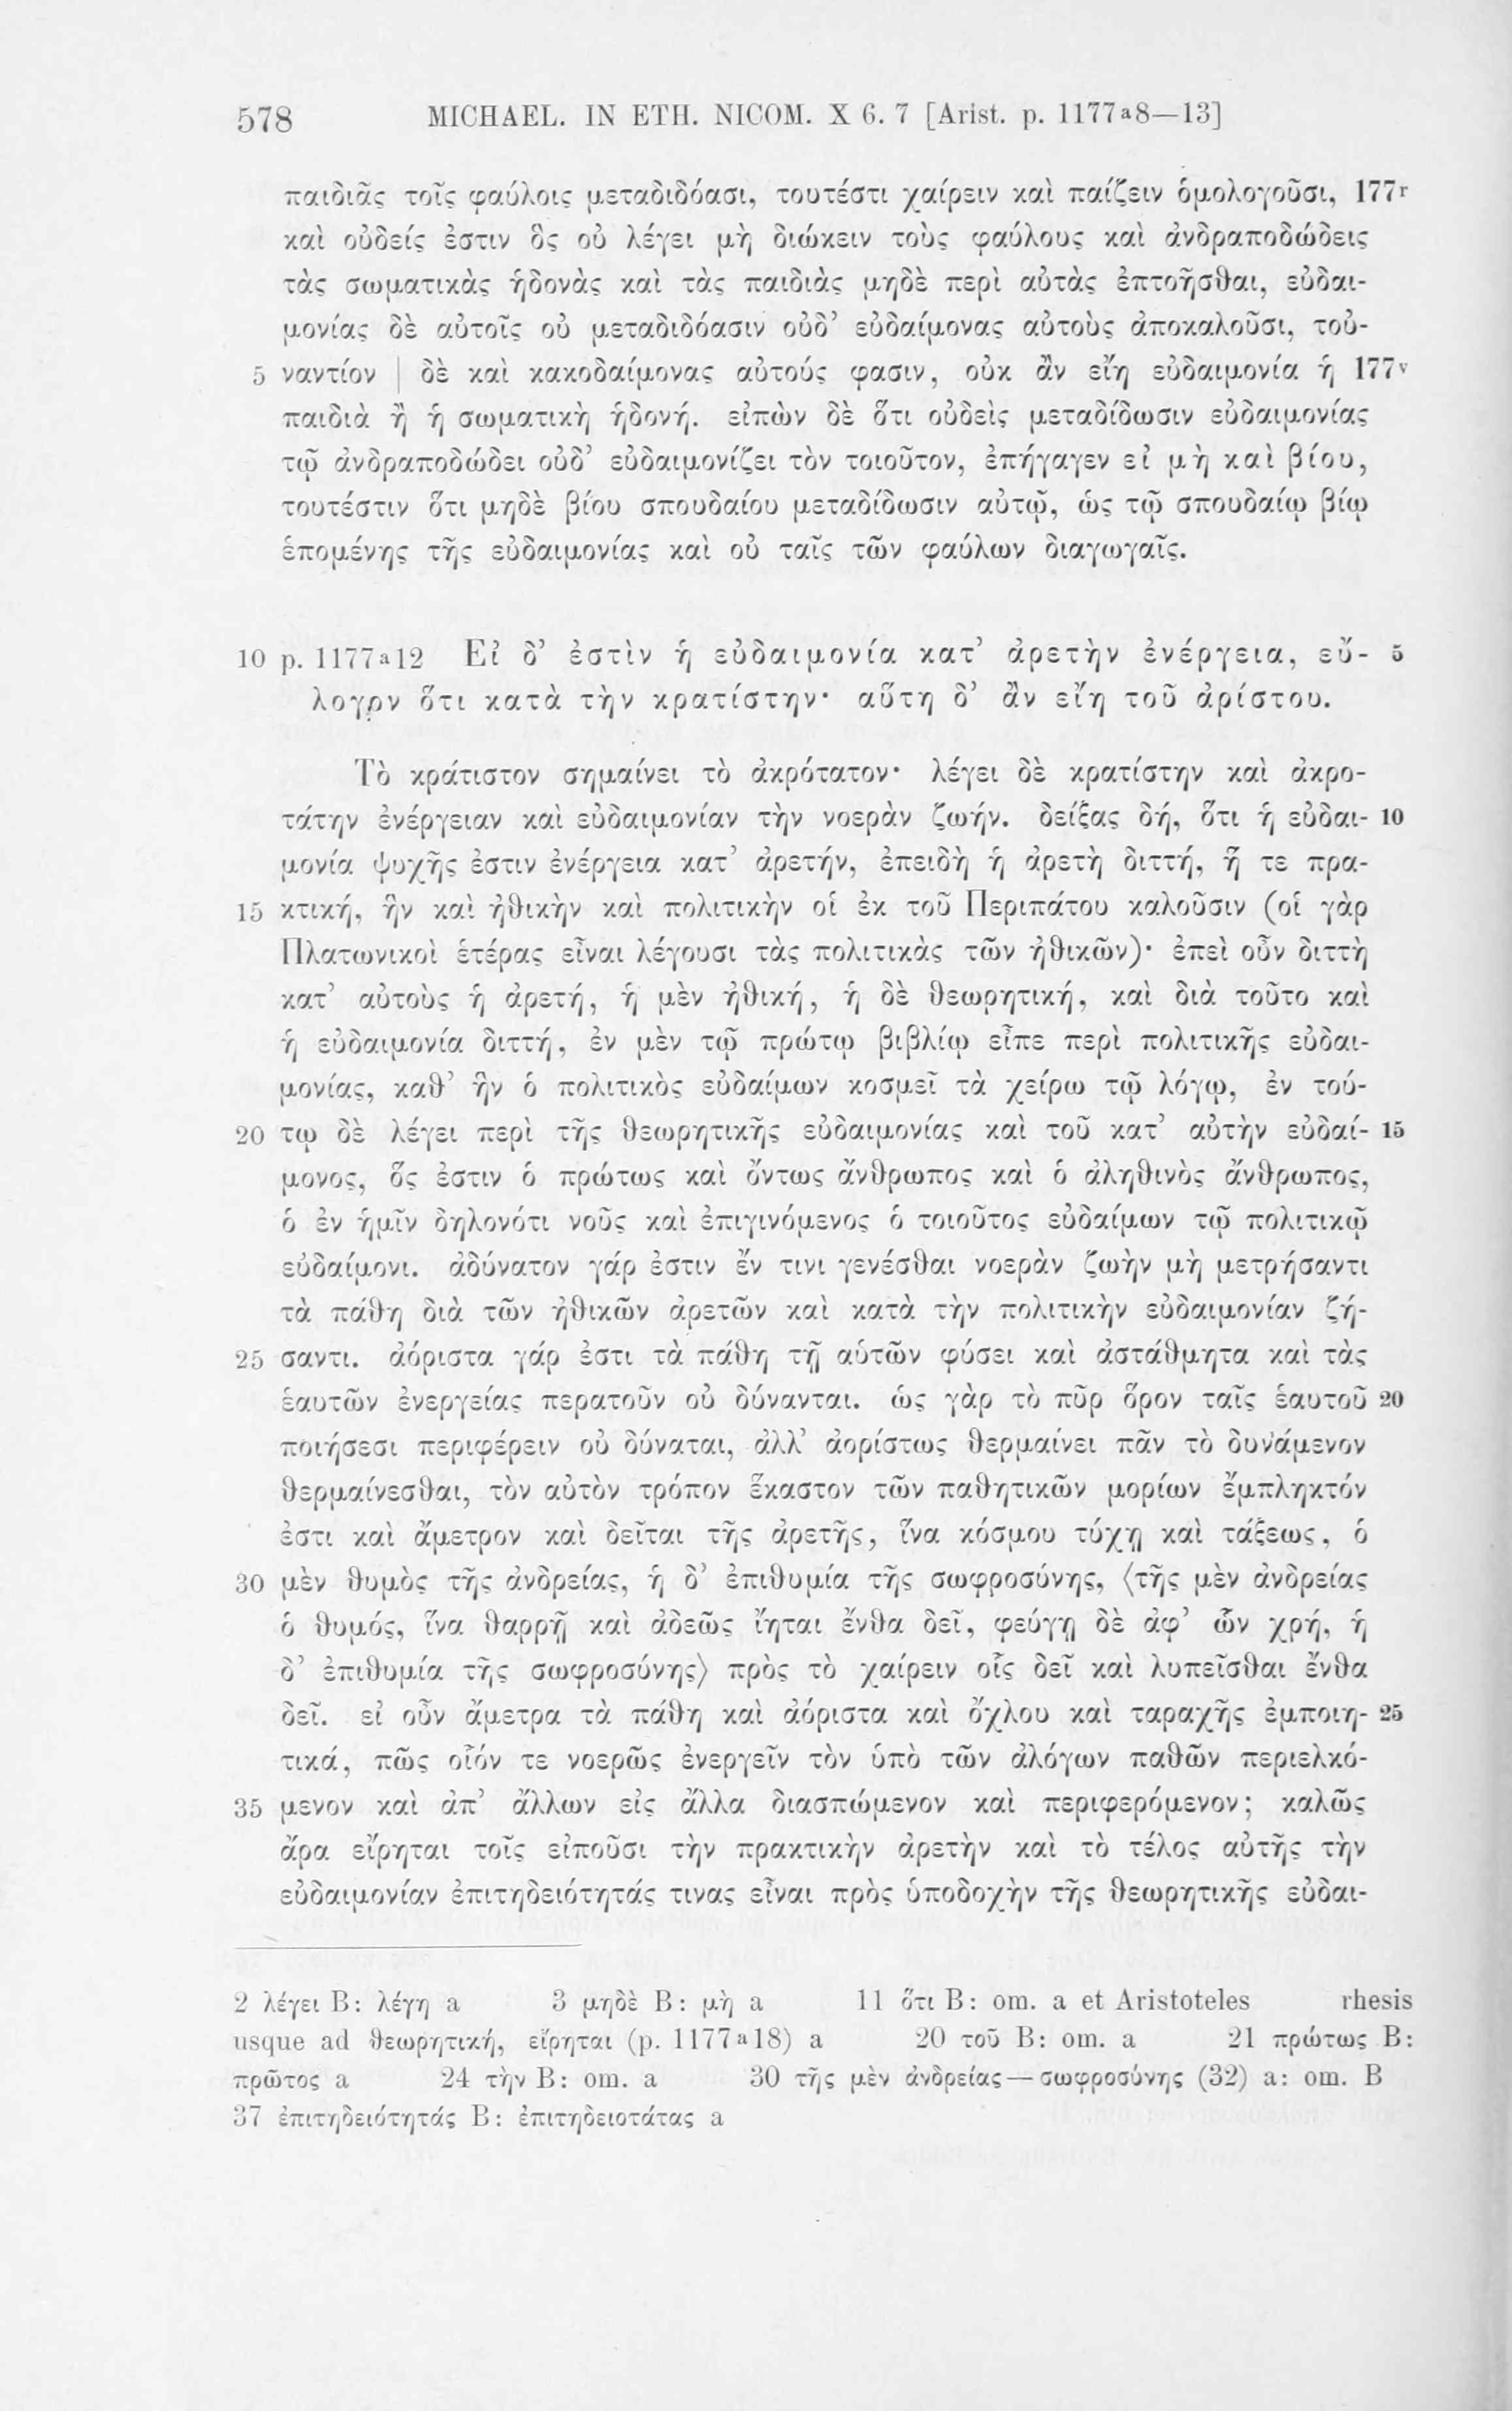 578 MICHAEL. IN ETH. NICOM. X 6. 7 [Arist. p. 1177a8—13]
παιδιᾶς τοῖς φαύλοις μεταδιδόασι, τουτέστι χαίρειν καὶ παίζειν ὁμολογοῦσι, 177r
καὶ οὐδείς ἐστιν ὃς οὐ λέγει μὴ διώκειν τοὺς φαύλους καὶ ἀνδραποδώδεις
τὰς σωματικὰς ἡδονὰς καὶ τὰς παιδιὰς μηδὲ περὶ αὐτὰς ἐπτοῆσθαι, εὐδαι-
μονίας δὲ αὐτοῖς οὐ μεταδιδόασιν οὐδ’ εὐδαίμονας αὐτοὺς ἀποκαλοῦσι, τοὐ-
5 ναντίον | δὲ καὶ κακοδαίμονας αὐτούς φασιν, οὐκ ἂν εἴη εὐδαιμονία ἡ 177v
παιδιὰ ἢ ἡ σωματικὴ ἡδονή. εἰπὼν δὲ ὅτι οὐδεὶς μεταδίδωσιν εὐδαιμονίας
τῷ ἀνδραποδώδει οὐδ’ εὐδαιμονίζει τὸν τοιοῦτον, ἐπήγαγεν εἰ μὴ καὶ βίου,
τουτέστιν ὅτι μηδὲ βίου σπουδαίου μεταδίδωσιν αὐτῷ, ὡς τῷ σπουδαίῳ βίῳ
ἑπομένης τῆς εὐδαιμονίας καὶ οὐ ταῖς τῶν φαύλων διαγωγαῖς.
10 p. 1177a12 Εἰ δ’ ἐστὶν ἡ εὐδαιμονία κατ’ ἀρετὴν ἐνέργεια, εὔ- 5
λογον ὅτι κατὰ τὴν κρατίστην· αὕτη δ’ ἂν εἴη τοῦ ἀρίστου.
Τὸ κράτιστον σημαίνει τὸ ἀκρότατον· λέγει δὲ κρατίστην καὶ ἀκρο-
τάτην ἐνέργειαν καὶ εὐδαιμονίαν τὴν νοερὰν ζωήν. δείξας δή, ὅτι ἡ εὐδαι- 10
μονία ψυχῆς ἐστιν ἐνέργεια κατ’ ἀρετήν, ἐπειδὴ ἡ ἀρετὴ διττή, ἥ τε πρα-
15 κτική, ἣν καὶ ἠθικὴν καὶ πολιτικὴν οἱ ἐκ τοῦ Περιπάτου καλοῦσιν (οἱ γὰρ
Πλατωνικοὶ ἑτέρας εἶναι λέγουσι τὰς πολιτικὰς τῶν ἠθικῶν)· ἐπεὶ οὖν διττὴ
κατ’ αὐτοὺς ἡ ἀρετή, ἡ μὲν ἠθική, ἡ δὲ θεωρητική, καὶ διὰ τοῦτο καὶ
ἡ εὐδαιμονία διττή, ἐν μὲν τῷ πρώτῳ βιβλίῳ εἶπε περὶ πολιτικῆς εὐδαι-
μονίας, καθ’ ἣν ὁ πολιτικὸς εὐδαίμων κοσμεῖ τὰ χείρω τῷ λόγῳ, ἐν τού-
20 τῳ δὲ λέγει περὶ τῆς θεωρητικῆς εὐδαιμονίας καὶ τοῦ κατ’ αὐτὴν εὐδαί- 15
μονος, ὅς ἐστιν ὁ πρώτως καὶ ὄντως ἄνθρωπος καὶ ὁ ἀληθινὸς ἄνθρωπος,
ὁ ἐν ἡμῖν δηλονότι νοῦς καὶ ἐπιγινόμενος ὁ τοιοῦτος εὐδαίμων τῷ πολιτικῷ
εὐδαίμονι. ἀδύνατον γάρ ἐστιν ἔν τινι γενέσθαι νοερὰν ζωὴν μὴ μετρήσαντι
τὰ πάθη διὰ τῶν ἠθικῶν ἀρετῶν καὶ κατὰ τὴν πολιτικὴν εὐδαιμονίαν ζή-
25 σαντι. ἀόριστα γάρ ἐστι τὰ πάθη τῇ αὑτῶν φύσει καὶ ἀστάθμητα καὶ τὰς
ἑαυτῶν ἐνεργείας περατοῦν οὐ δύνανται. ὡς γὰρ τὸ πῦρ ὅρον ταῖς ἑαυτοῦ 20
ποιήσεσι περιφέρειν οὐ δύναται, ἀλλ’ ἀορίστως θερμαίνει πᾶν τὸ δυνάμενον
θερμαίνεσθαι, τὸν αὐτὸν τρόπον ἕκαστον τῶν παθητικῶν μορίων ἔμπληκτόν
ἐστι καὶ ἄμετρον καὶ δεῖται τῆς ἀρετῆς, ἵνα κόσμου τύχῃ καὶ τάξεως, ὁ
30 μὲν θυμὸς τῆς ἀνδρείας, ἡ δ’ ἐπιθυμία τῆς σωφροσύνης, ⟨τῆς μὲν ἀνδρείας
ὁ θυμός, ἵνα θαρρῇ καὶ ἀδεῶς ἴηται ἔνθα δεῖ, φεύγῃ δὲ ἀφ’ ὧν χρή, ἡ
δ’ ἐπιθυμία τῆς σωφροσύνης⟩ πρὸς τὸ χαίρειν οἷς δεῖ καὶ λυπεῖσθαι ἔνθα
δεῖ. εἰ οὖν ἄμετρα τὰ πάθη καὶ ἀόριστα καὶ ὄχλου καὶ ταραχῆς ἐμποιη- 25
τικά, πῶς οἷόν τε νοερῶς ἐνεργεῖν τὸν ὑπὸ τῶν ἀλόγων παθῶν περιελκό-
35 μενον καὶ ἀπ’ ἄλλων εἰς ἄλλα διασπώμενον καὶ περιφερόμενον; καλῶς
ἄρα εἴρηται τοῖς εἰποῦσι τὴν πρακτικὴν ἀρετὴν καὶ τὸ τέλος αὐτῆς τὴν
εὐδαιμονίαν ἐπιτηδειότητάς τινας εἶναι πρὸς ὑποδοχὴν τῆς θεωρητικῆς εὐδαι-
2 λέγει B: λέγῃ a 3 μηδὲ B: μὴ a 11 ὅτι B: om. a et Aristoteles rhesis
usque ad θεωρητική, εἴρηται (p. 1177a18) a 20 τοῦ B: om. a 21 πρώτως B:
πρῶτος a 24 τὴν B: om. a 30 τῆς μὲν ἀνδρείας—σωφροσύνης (32) a: om. B
37 ἐπιτηδειότητάς B: ἐπιτηδειοτάτας a